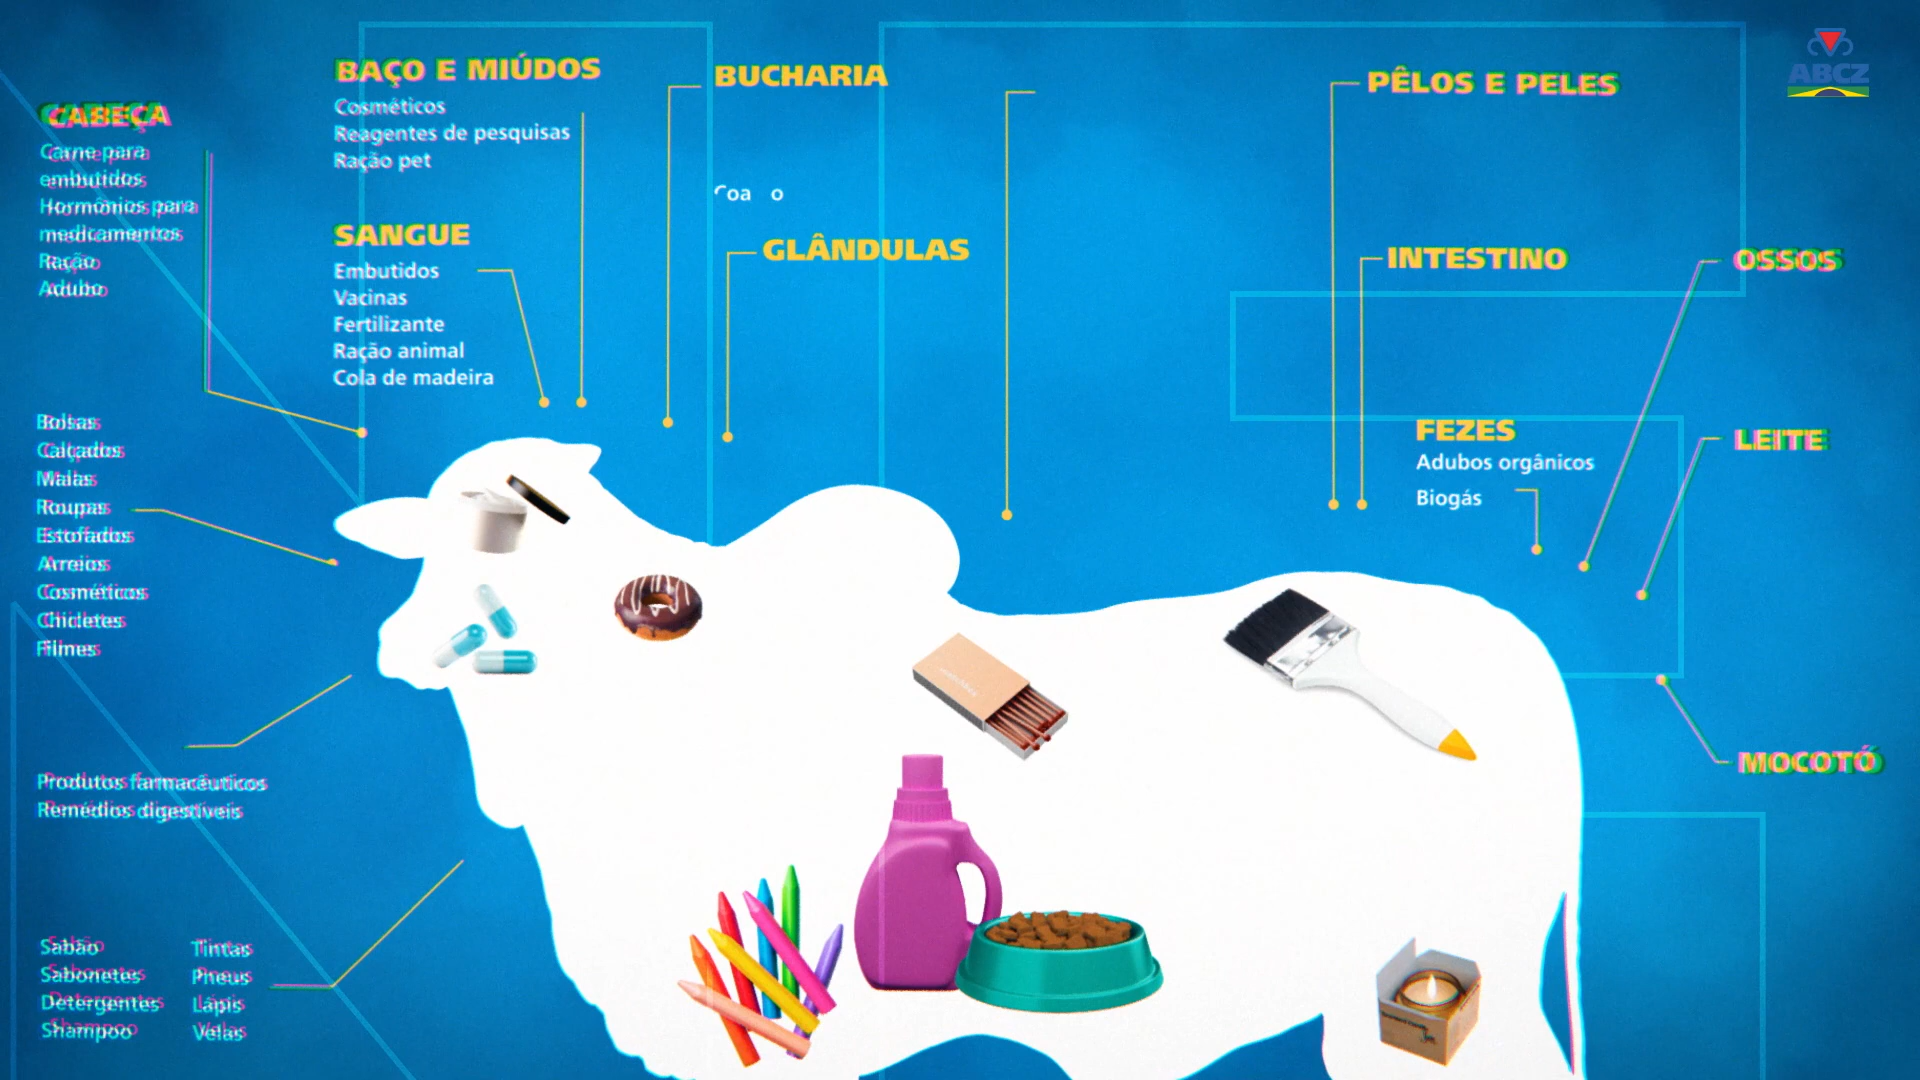 CABEÇA
Carne para
embutidos
Hormônios para
medicamentos
Ração
Adubo
BAÇO E MIÚDOS
Cosméticos
Reagentes de pesquisas
Ração pet
SANGUE
Embutidos
Vacinas
Fertilizante
Ração animal
Cola de madeira
BUCHARIA
GLÂNDULAS
PÊLOS E PELES
INTESTINO
FEZES
Adubos orgânicos
Biogás
OSSOS
LEITE
MOCOTÓ
ABCZ
Bolsas
Calçados
Malas
Roupas
Estofados
Arreios
Cosméticos
Chicletes
Filmes
Produtos farmacêuticos
Remédios digestíveis
Sabão
Sabonetes
Detergentes
Shampoo
Tintas
Pneus
Lápis
Velas